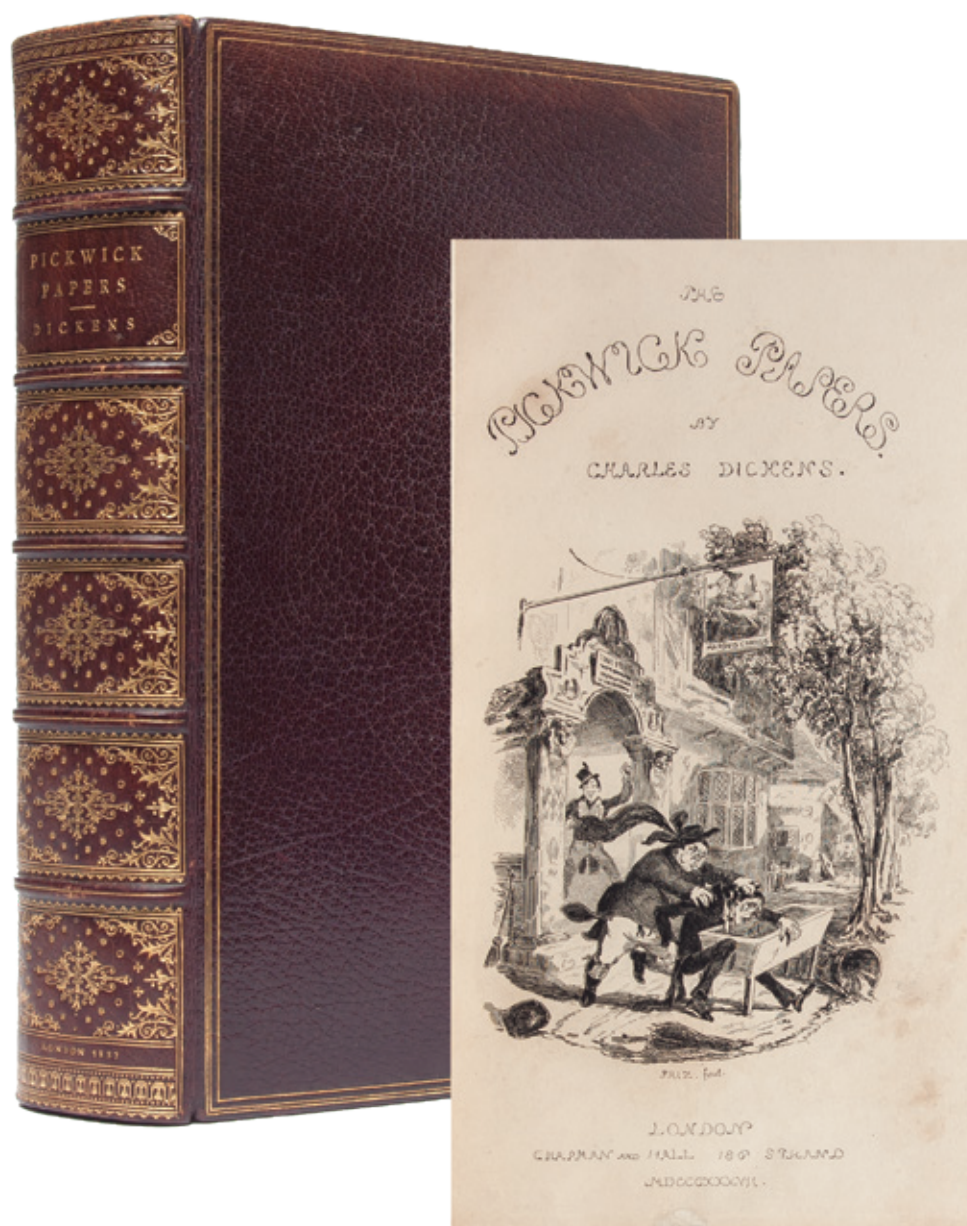 PICKWICK
PAPERS
DICKENS
LONDON 1837
THE
PICKWICK PAPERS.
BY
CHARLES DICKENS.
PHIZ. fect.
LONDON
CHAPMAN AND HALL 186 STRAND
MDCCCXXXVII.